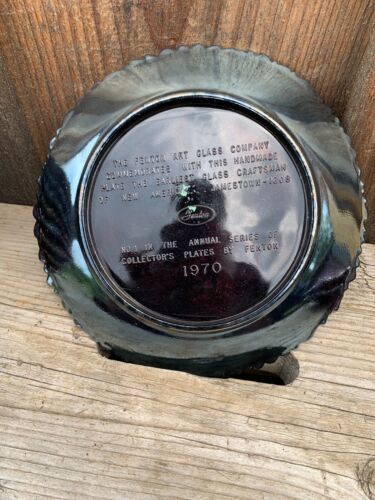 THE FENTON ART GLASS COMPANY
COMMEMORATES WITH THIS HANDMADE
PLATE THE EARLIEST GLASS CRAFTSMAN
OF NEW AMERICA JAMESTOWN-1608
Fenton
NO.1 IN THE ANNUAL SERIES OF
COLLECTOR'S PLATES BY FENTON
1970